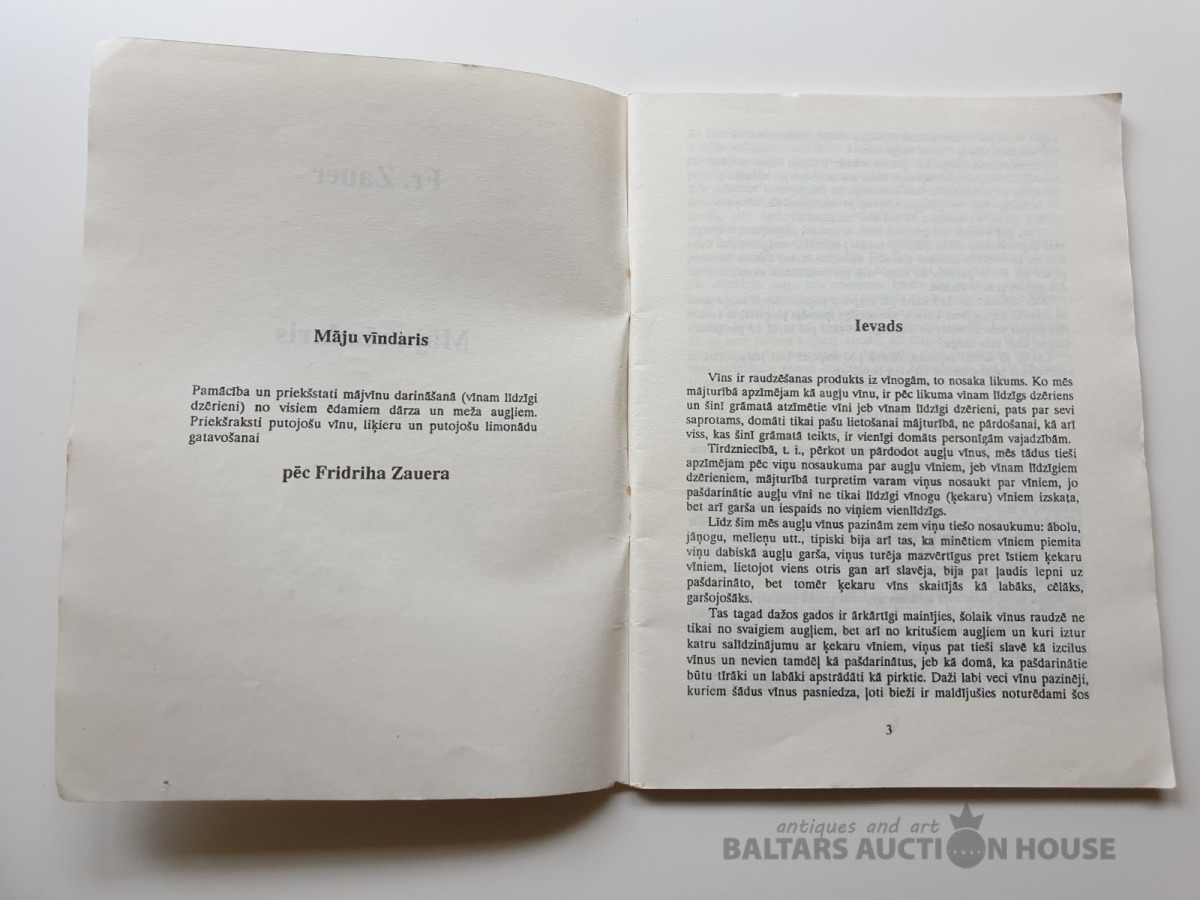 Māju vīndaris
Pamācība un priekšstati mājvīnu darināšanā (vīnam līdzīgi
dzērieni) no visiem ēdamiem dārza un meža augļiem.
Priekšraksti putojošu vīnu, liķieru un putojošu limonādu
gatavošanai
pēc Fridriha Zauera
Ievads
Vīns ir raudzēšanas produkts iz vīnogām, to nosaka likums. Ko mēs
mājturībā apzīmējam kā augļu vīnu, ir pēc likuma vīnam līdzīgs dzēriens
un šinī grāmatā atzīmētie vīni jeb vīnam līdzīgi dzērieni, pats par sevi
saprotams, domāti tikai pašu lietošanai mājturībā, ne pārdošanai, kā arī
viss, kas šinī grāmatā teikts, ir vienīgi domāts personīgām vajadzībām.
Tirdzniecībā, t. i., pērkot un pārdodot augļu vīnus, mēs tādus tieši
apzīmējam pēc viņu nosaukuma par augļu vīniem, jeb vīnam līdzīgiem
dzērieniem, mājturībā turpretim varam viņus nosaukt par vīniem, jo
pašdarinātie augļu vīni ne tikai līdzīgi vīnogu (ķekaru) vīniem izskata,
bet arī garša un iespaids no viņiem vienlīdzīgs.
Līdz šim mēs augļu vīnus pazinām zem viņu tiešo nosaukumu: ābolu,
jāņogu, melleņu utt., tipiski bija arī tas, ka minētiem vīniem piemita
viņu dabiskā augļu garša, viņus turēja mazvērtīgus pret īstiem ķekaru
vīniem, lietojot viens otris gan arī slavēja, bija pat ļaudis lepni uz
pašdarināto, bet tomēr ķekaru vīns skaitījās kā labāks, cēlāks,
garšojošāks.
Tas tagad dažos gados ir ārkārtīgi mainījies, šolaik vīnus raudzē ne
tikai no svaigiem augļiem, bet arī no kritušiem augļiem un kuri iztur
katru salīdzinājumu ar ķekaru vīniem, viņus pat tieši slavē kā izcilus
vīnus un nevien tamdēļ kā pašdarinātus, jeb kā domā, ka pašdarinātie
būtu tīrāki un labāki apstrādāti kā pirktie. Daži labi veci vīnu pazinēji,
kuriem šādus vīnus pasniedza, ļoti bieži ir maldījušies noturēdami šos
3
antiques and art
BALTARS AUCTION HOUSE